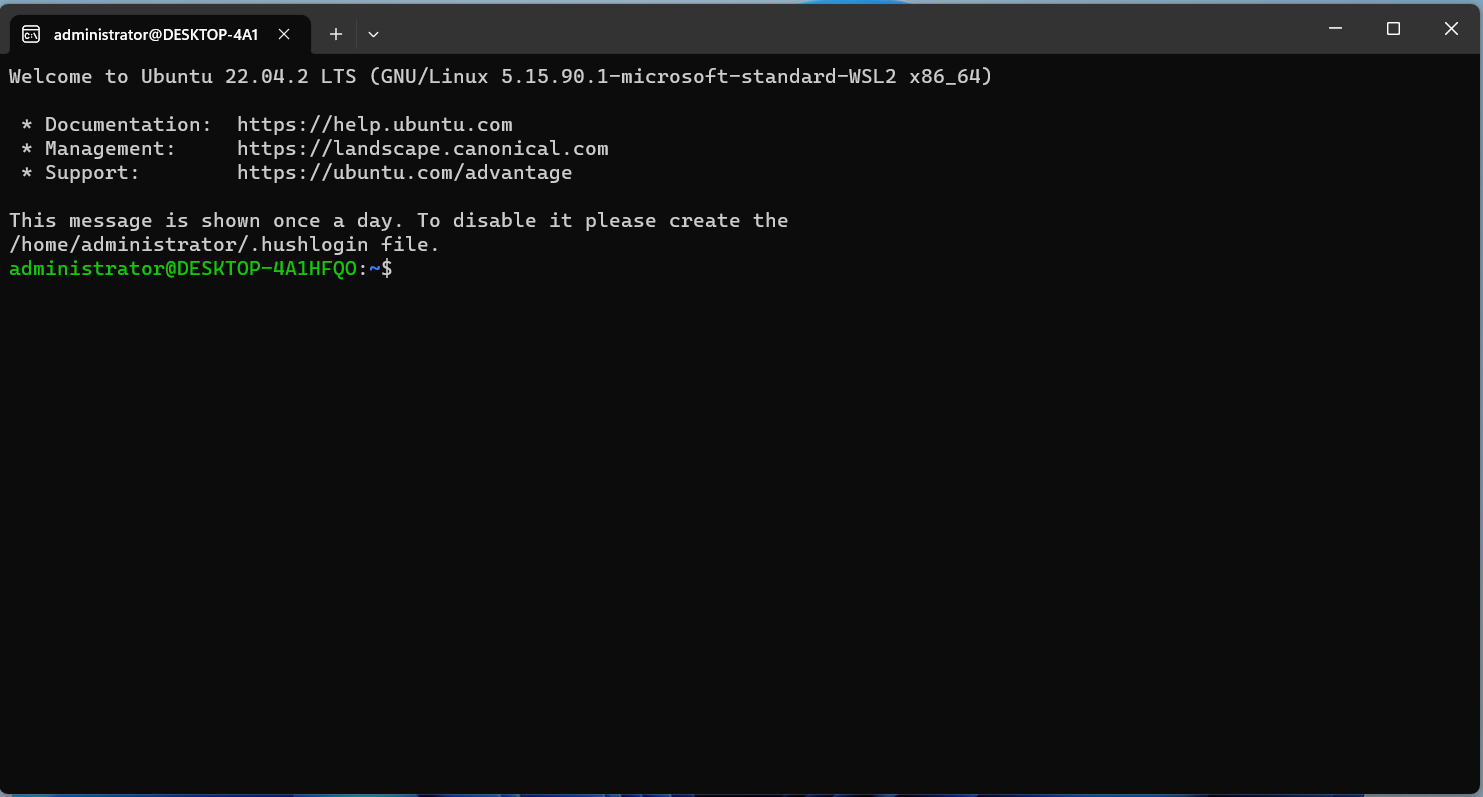 administrator@DESKTOP-4A1
Welcome to Ubuntu 22.04.2 LTS (GNU/Linux 5.15.90.1-microsoft-standard-WSL2 x86_64)
* Documentation:  https://help.ubuntu.com
* Management:     https://landscape.canonical.com
* Support:        https://ubuntu.com/advantage
This message is shown once a day. To disable it please create the
/home/administrator/.hushlogin file.
administrator@DESKTOP-4A1HFQO:~$